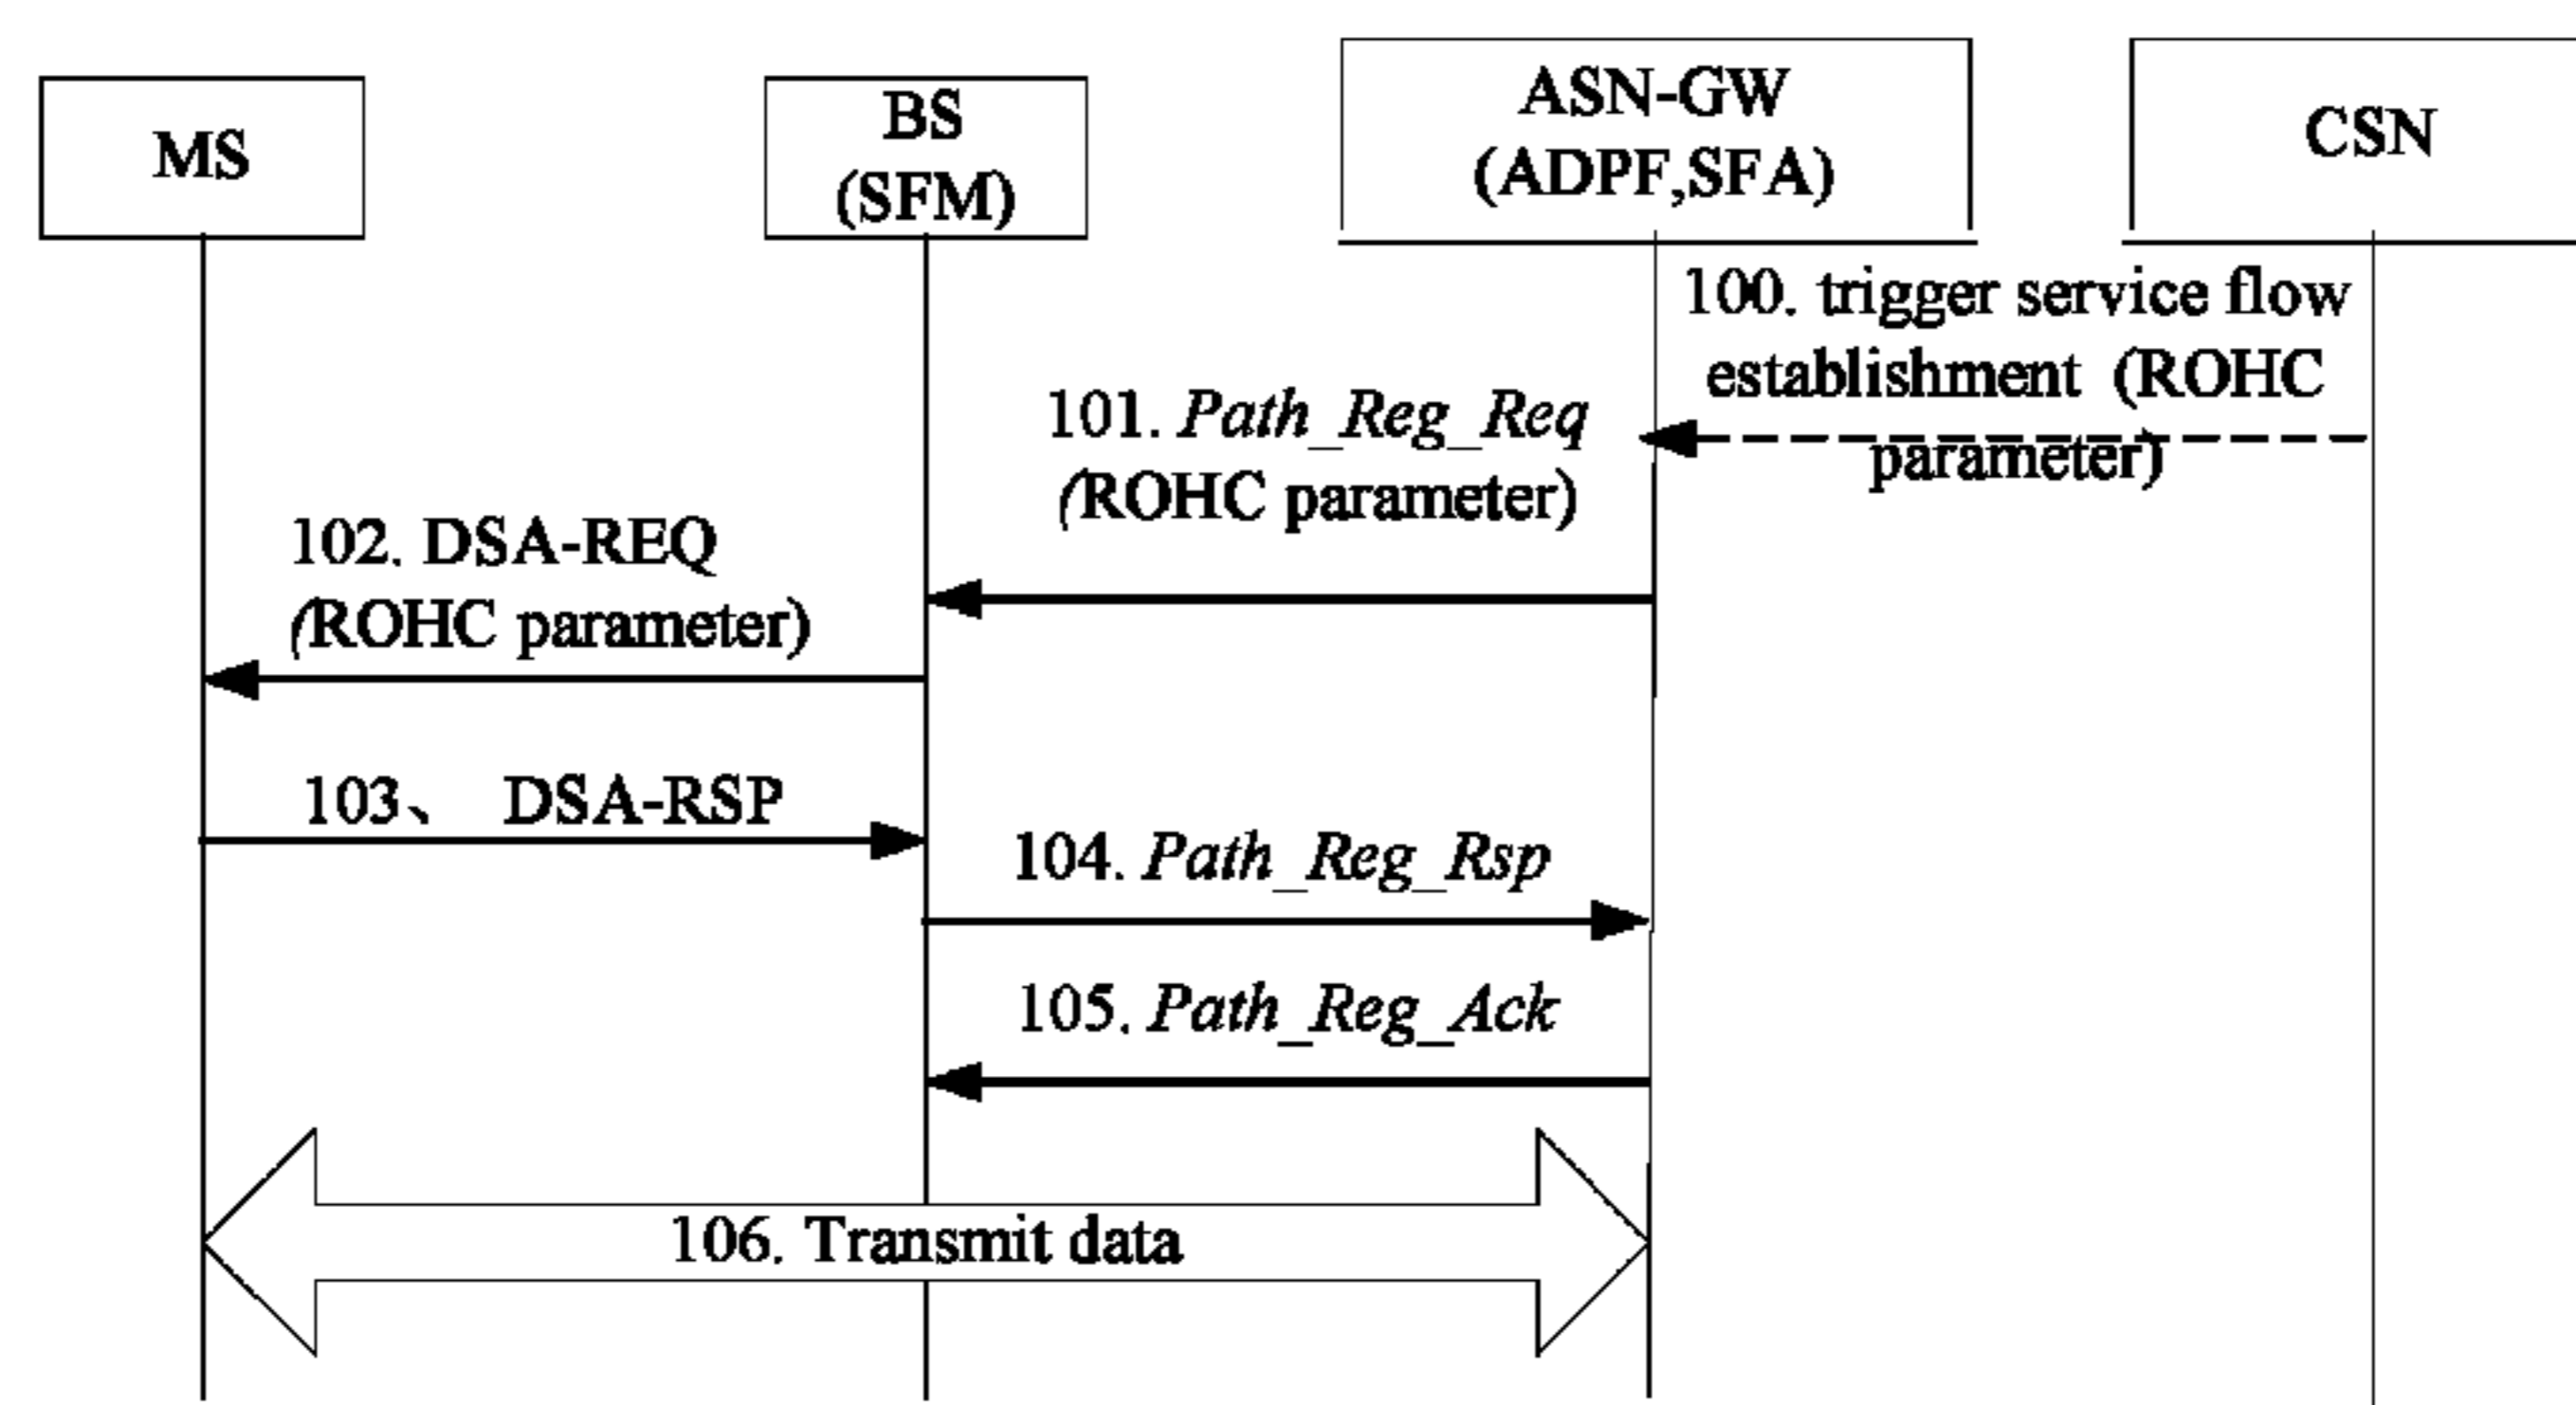 MS
BS
(SFM)
ASN-GW
(ADPF,SFA)
CSN
100. trigger service flow
establishment (ROHC
parameter)
101. Path_Reg_Req
(ROHC parameter)
102. DSA-REQ
(ROHC parameter)
103、 DSA-RSP
104. Path_Reg_Rsp
105. Path_Reg_Ack
106. Transmit data